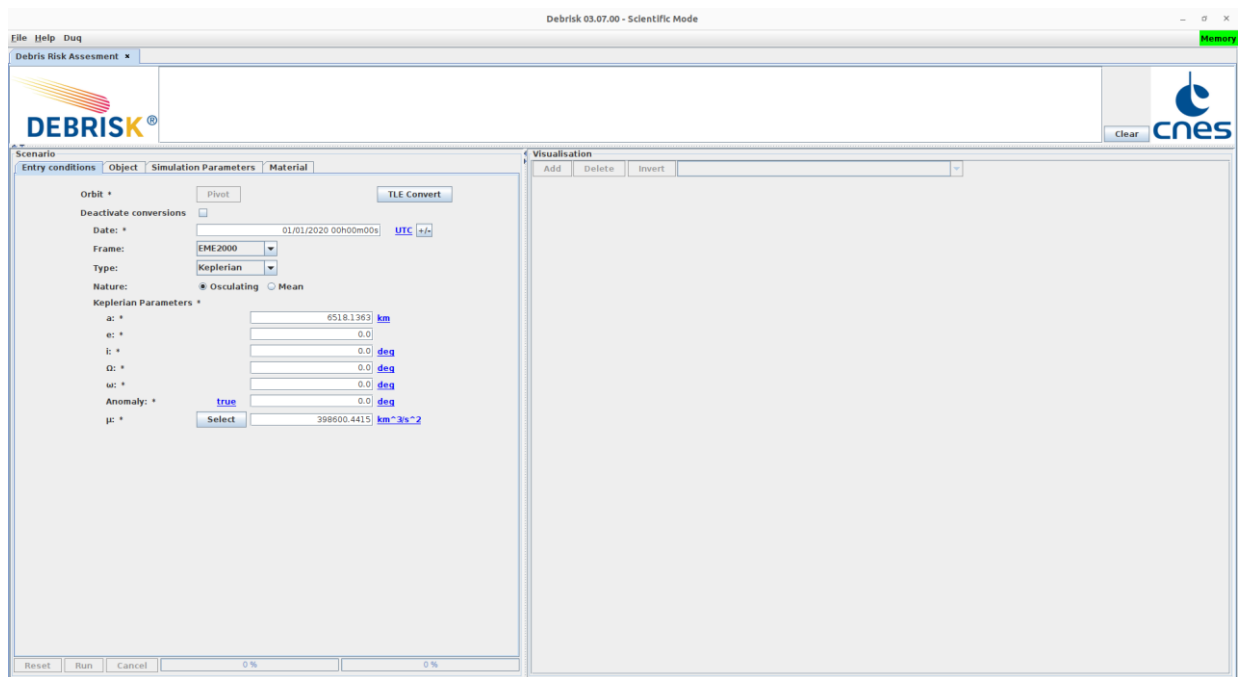 Debrisk 03.07.00 - Scientific Mode
File Help Duq
Memory
Debris Risk Assesment ×
DEBRISK®
Clear
cnes
Scenario
Entry conditions Object Simulation Parameters Material
Orbit * Pivot TLE Convert
Deactivate conversions
Date: * 01/01/2020 00h00m00s UTC +/-
Frame: EME2000
Type: Keplerian
Nature: Osculating Mean
Keplerian Parameters *
a: * 6518.1363 km
e: * 0.0
i: * 0.0 deg
Ω: * 0.0 deg
ω: * 0.0 deg
Anomaly: * true 0.0 deg
μ: * Select 398600.4415 km^3/s^2
Reset Run Cancel 0 % 0 %
Visualisation
Add Delete Invert